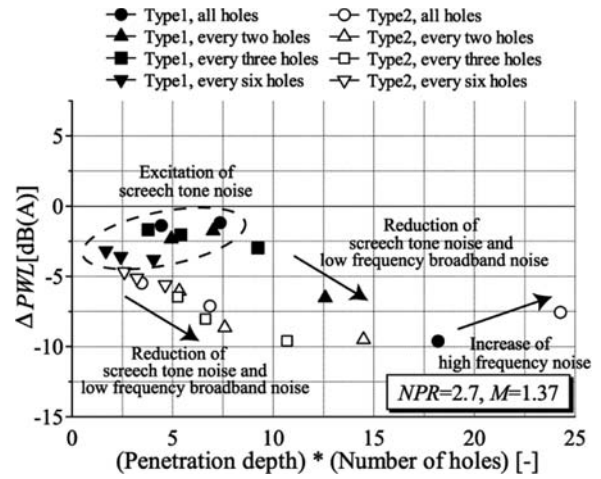 Type1, all holes
Type2, all holes
Type1, every two holes
Type2, every two holes
Type1, every three holes
Type2, every three holes
Type1, every six holes
Type2, every six holes
5
0
-5
-10
-15
ΔPWL[dB(A)]
Excitation of
screech tone noise
Reduction of
screech tone noise and
low frequency broadband noise
Reduction of
screech tone noise and
low frequency broadband noise
Increase of
high frequency noise
NPR=2.7, M=1.37
0 5 10 15 20 25
(Penetration depth) * (Number of holes) [-]